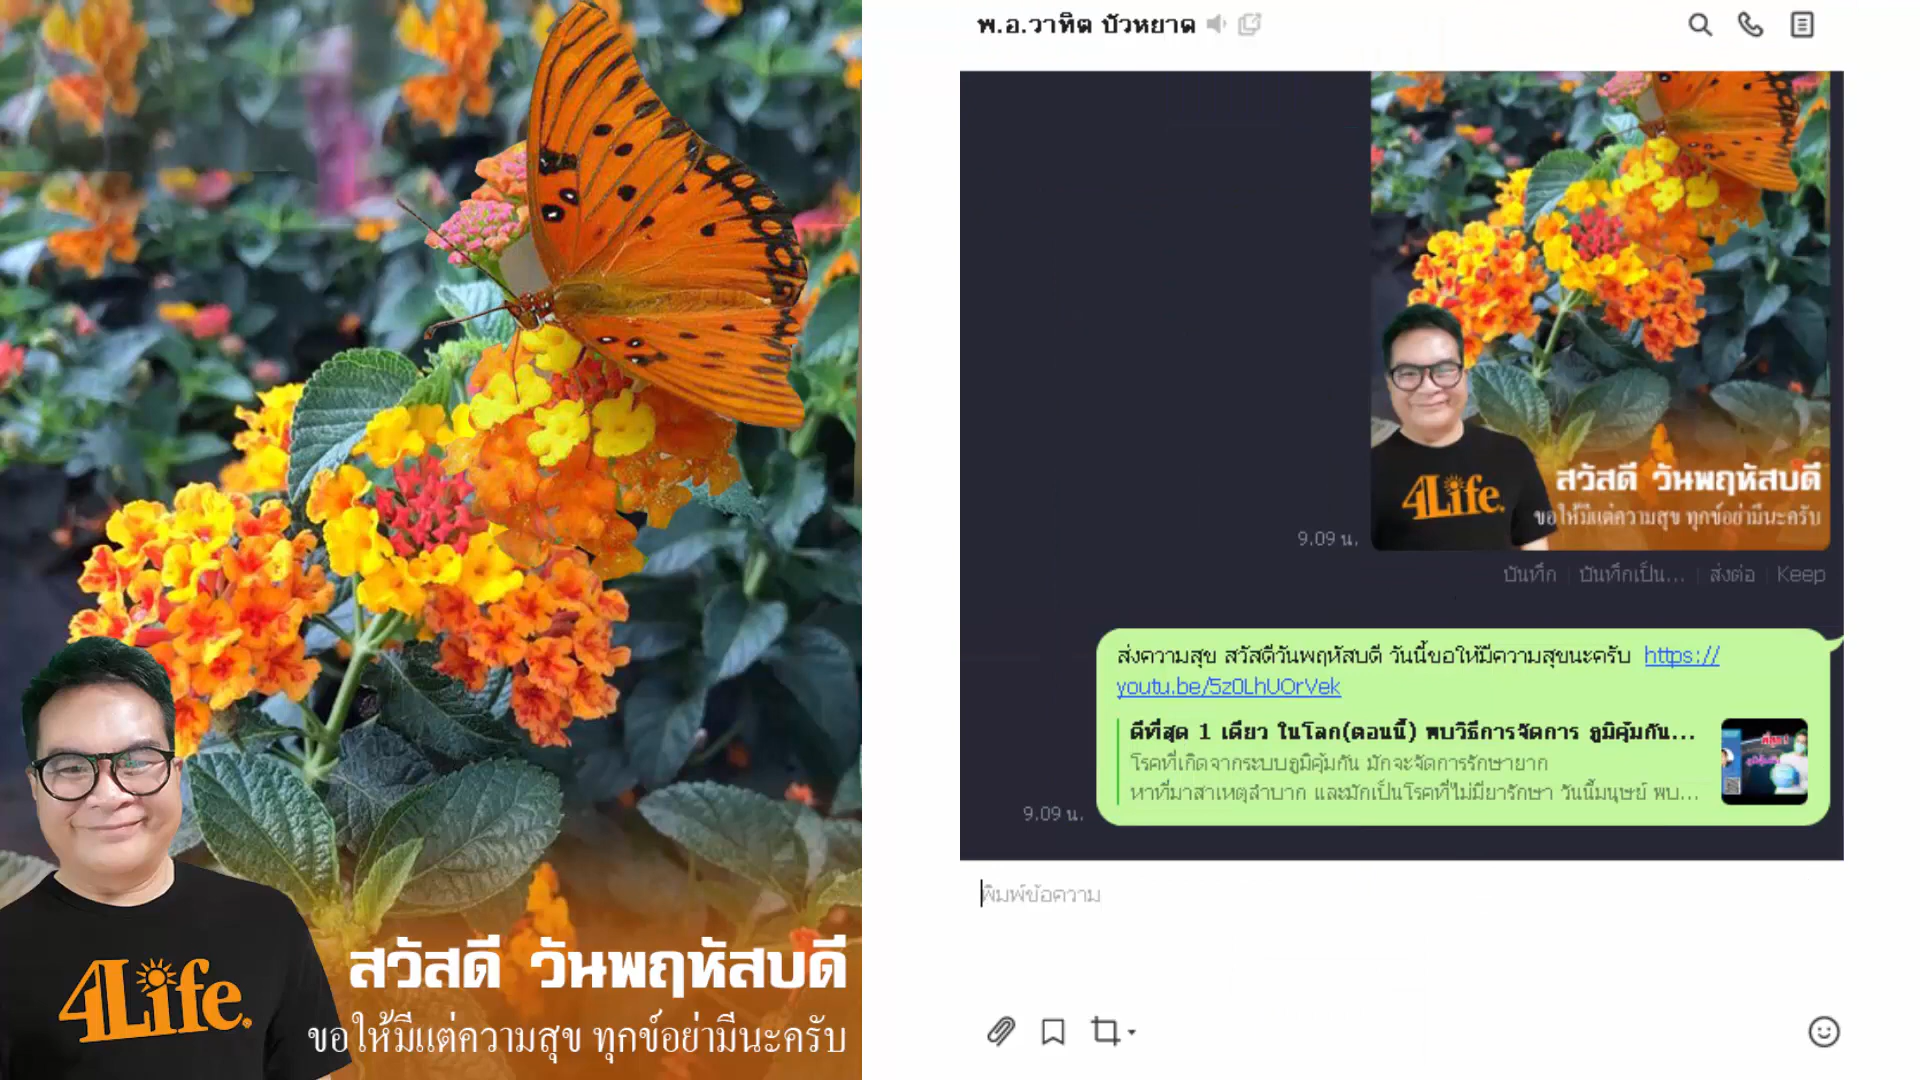 4Life.
สวัสดี วันพฤหัสบดี
ขอให้มีแต่ความสุข ทุกข์อย่ามีนะครับ
พ.อ.วาทิต บัวหยาด
4Life.
สวัสดี วันพฤหัสบดี
ขอให้มีแต่ความสุข ทุกข์อย่ามีนะครับ
9.09 น.
บันทึก บันทึกเป็น... ส่งต่อ Keep
ส่งความสุข สวัสดีวันพฤหัสบดี วันนี้ขอให้มีความสุขนะครับ https://
youtu.be/5z0LhUOrVek
ดีที่สุด 1 เดียว ในโลก(ตอนนี้) พบวิธีการจัดการ ภูมิคุ้มกัน...
โรคที่เกิดจากระบบภูมิคุ้มกัน มักจะจัดการรักษายาก
หาที่มาสาเหตุลำบาก และมักเป็นโรคที่ไม่มียารักษา วันนี้มนุษย์ พบ...
9.09 น.
พิมพ์ข้อความ